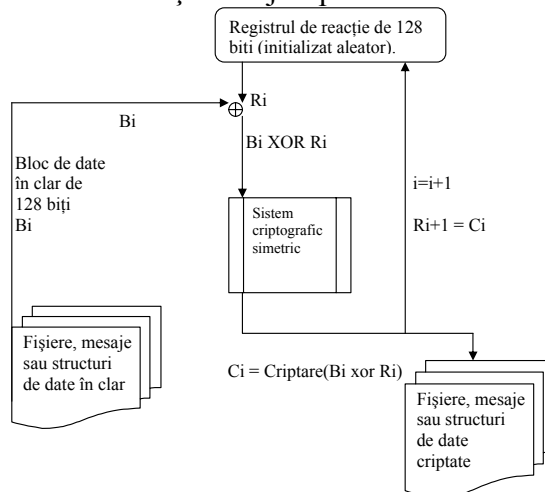 Registrul de reacție de 128
biti (initializat aleator).
Ri
Bi
Bi XOR Ri
Bloc de date
în clar de
128 biți
Bi
i=i+1
Ri+1 = Ci
Sistem
criptografic
simetric
Fișiere, mesaje
sau structuri
de date în clar
Ci = Criptare(Bi xor Ri)
Fișiere, mesaje
sau structuri
de date
criptate